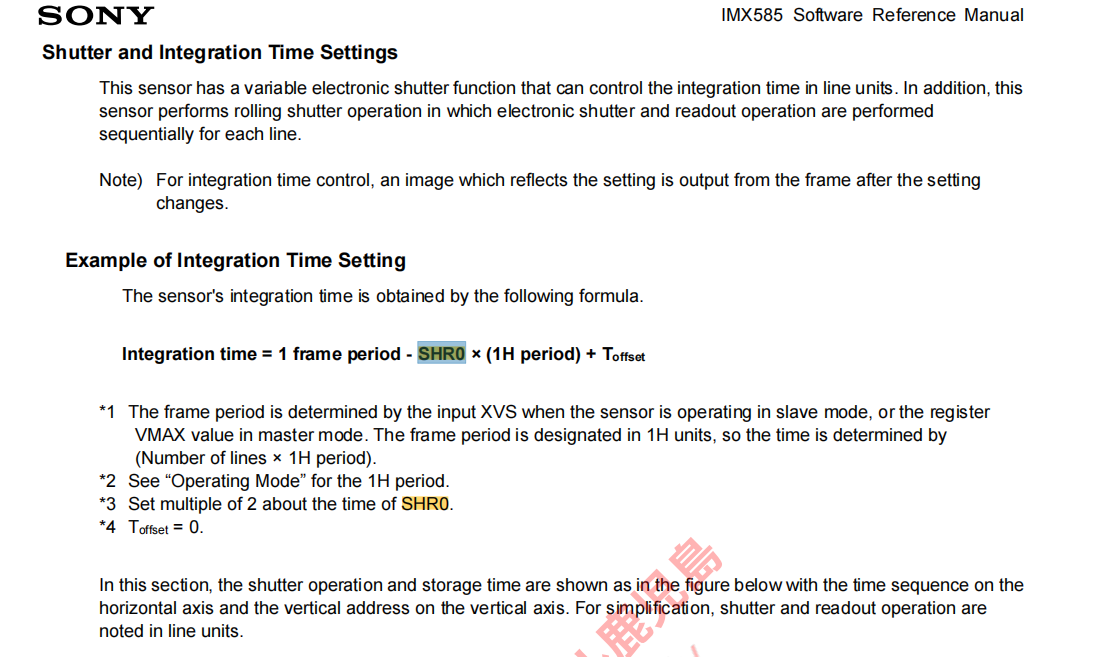 SONY
IMX585 Software Reference Manual
Shutter and Integration Time Settings
This sensor has a variable electronic shutter function that can control the integration time in line units. In addition, this
sensor performs rolling shutter operation in which electronic shutter and readout operation are performed
sequentially for each line.
Note) For integration time control, an image which reflects the setting is output from the frame after the setting
changes.
Example of Integration Time Setting
The sensor's integration time is obtained by the following formula.
Integration time = 1 frame period - SHR0 × (1H period) + Toffset
*1 The frame period is determined by the input XVS when the sensor is operating in slave mode, or the register
VMAX value in master mode. The frame period is designated in 1H units, so the time is determined by
(Number of lines × 1H period).
*2 See “Operating Mode” for the 1H period.
*3 Set multiple of 2 about the time of SHR0.
*4 Toffset = 0.
In this section, the shutter operation and storage time are shown as in the figure below with the time sequence on the
horizontal axis and the vertical address on the vertical axis. For simplification, shutter and readout operation are
noted in line units.
鹿児島